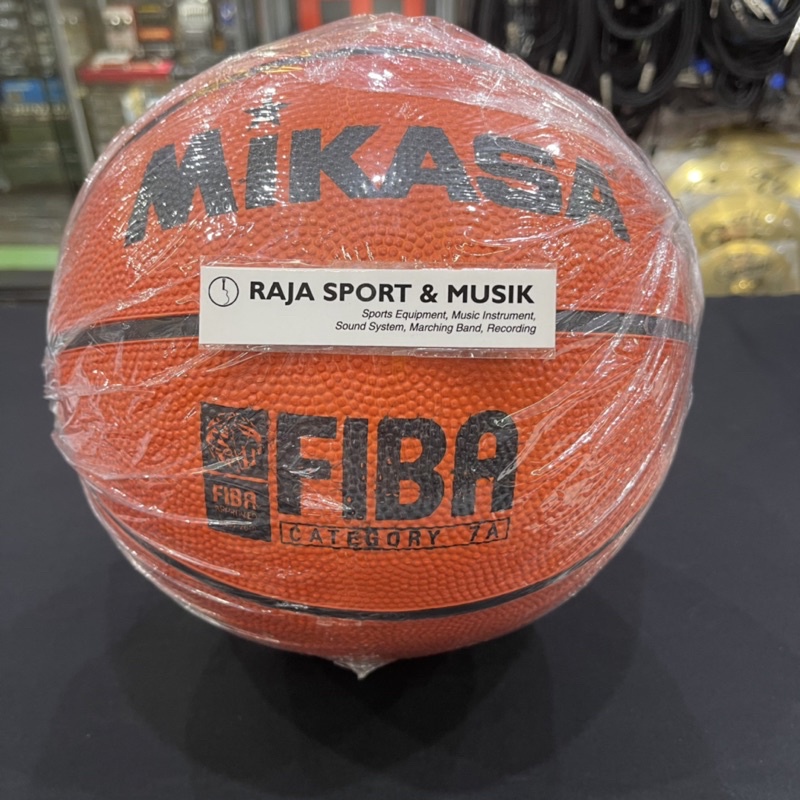 MIKASA
RAJA SPORT & MUSIK
Sports Equipment, Music Instrument,
Sound System, Marching Band, Recording
FIBA
FIBA
CATEGORY 7A